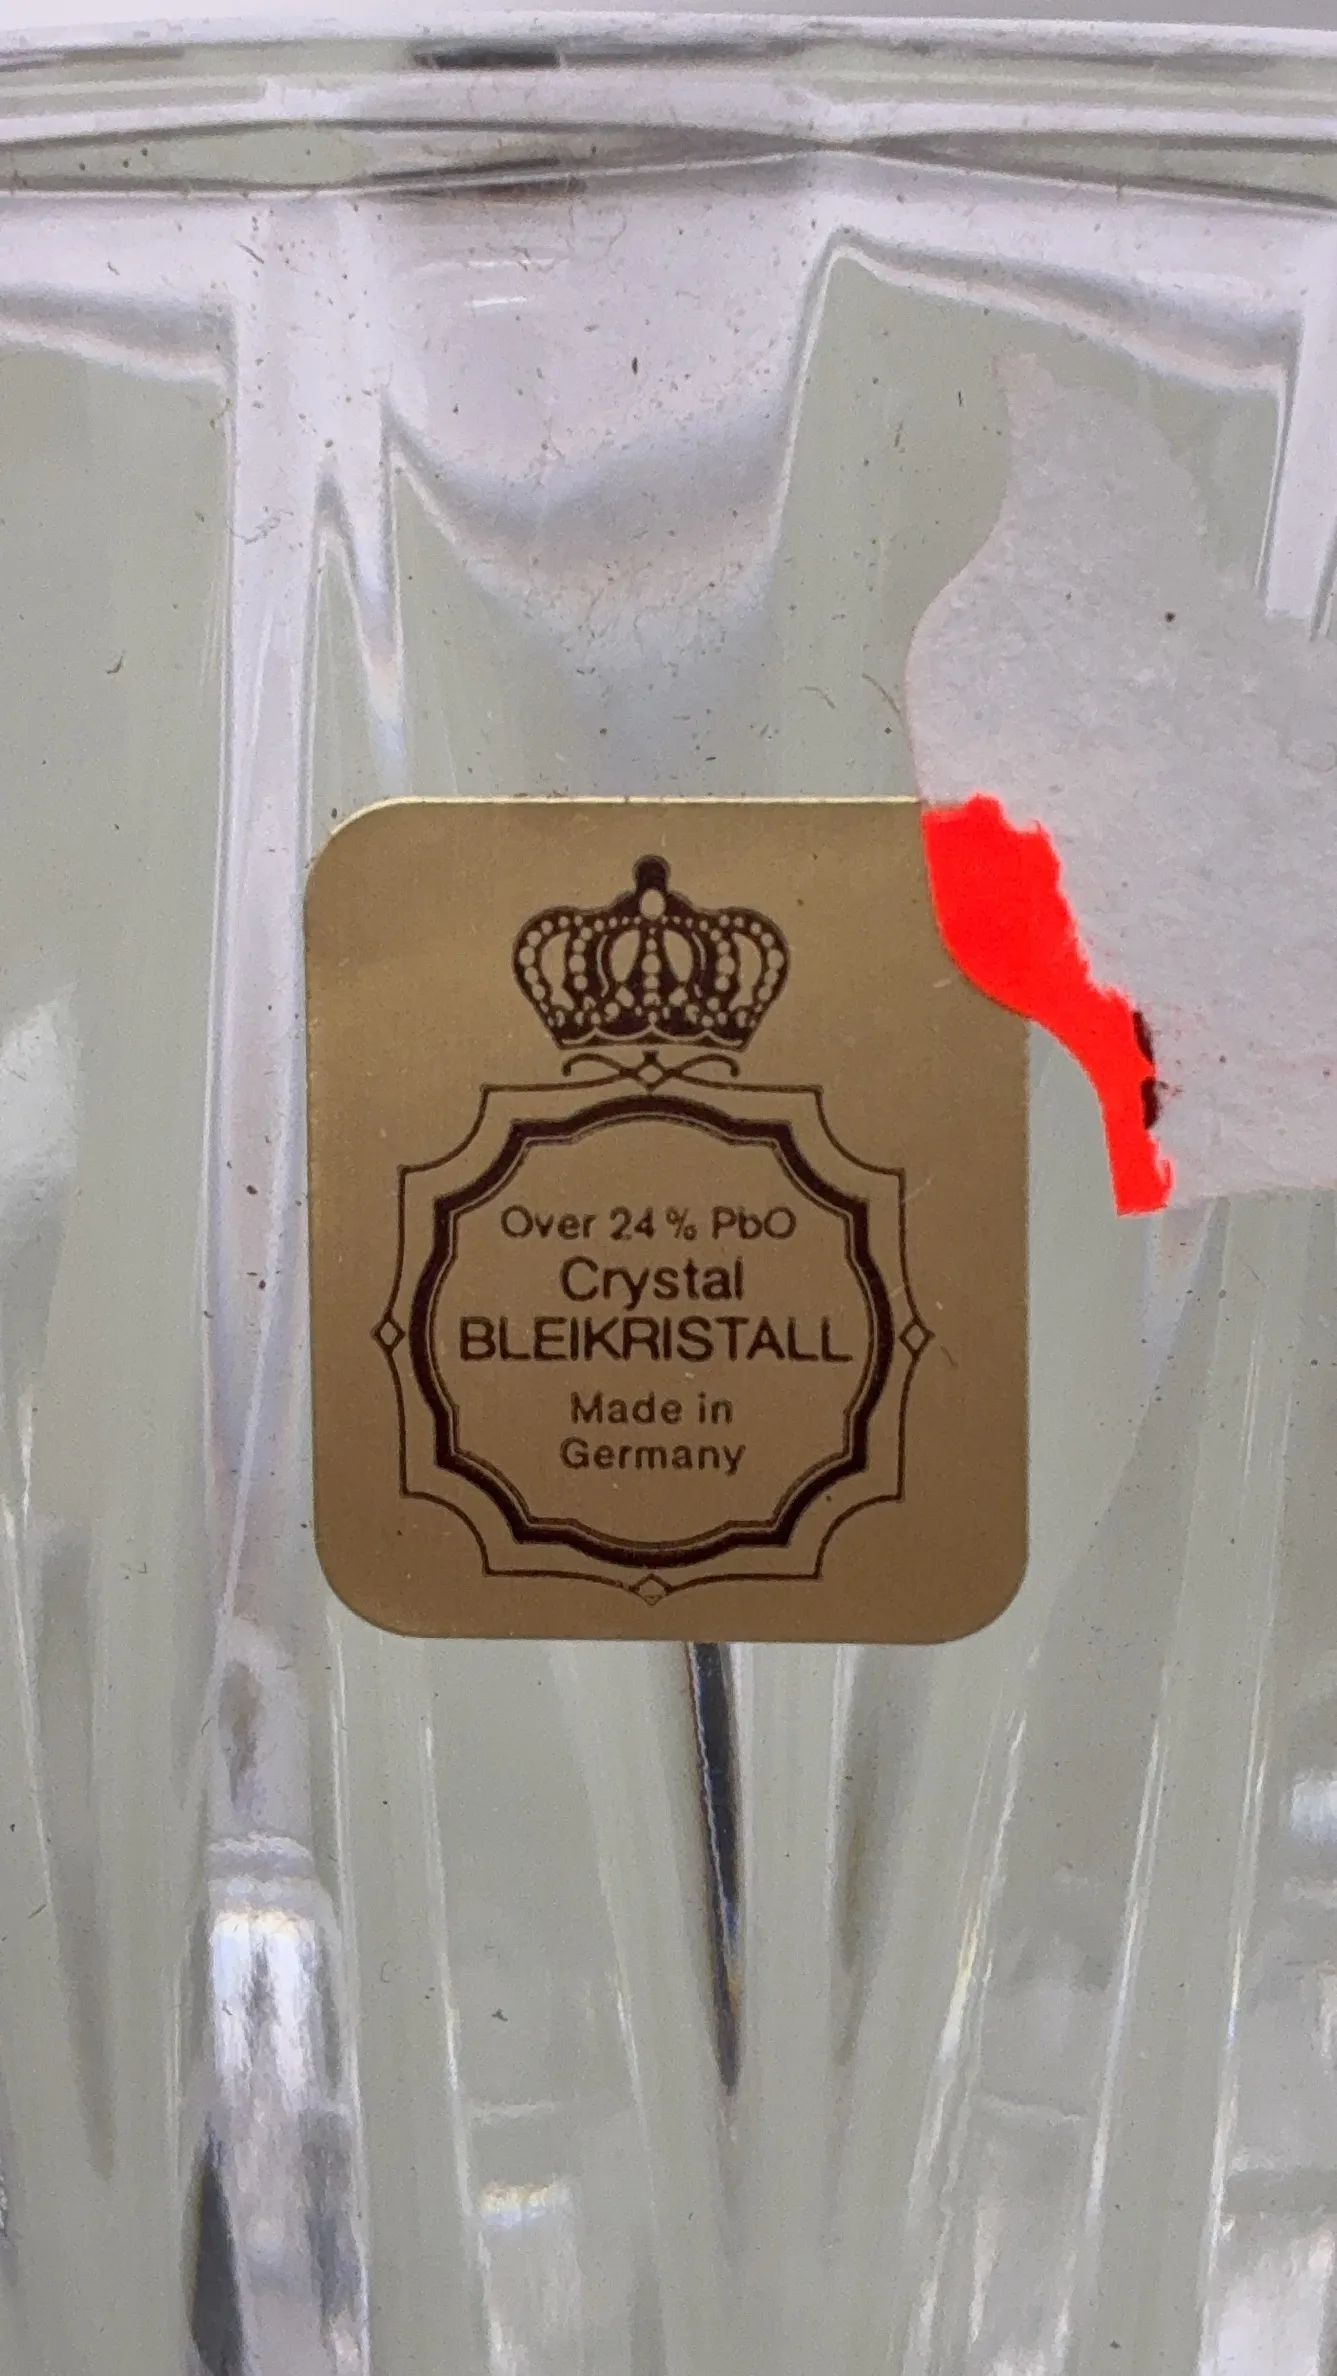 Over 24% PbO
Crystal
BLEIKRISTALL
Made in
Germany